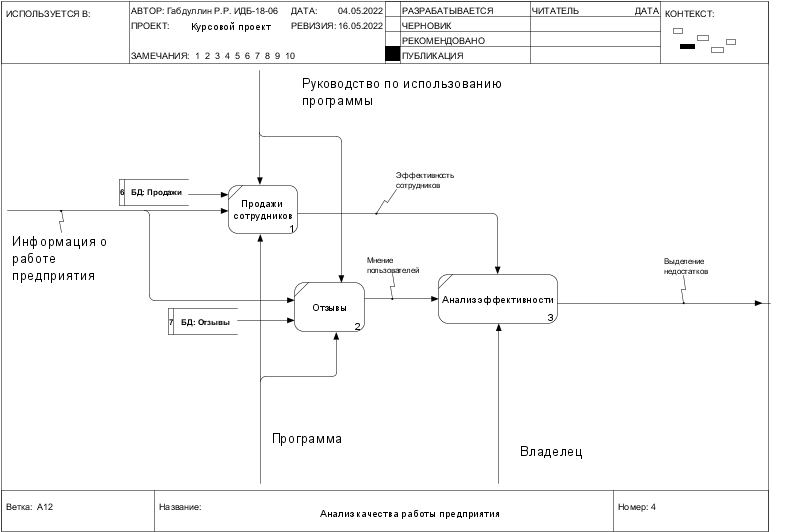 ИСПОЛЬЗУЕТСЯ В:
АВТОР: Габдуллин Р.Р. ИДБ-18-06
ДАТА: 04.05.2022
ПРОЕКТ: Курсовой проект
РЕВИЗИЯ: 16.05.2022
ЗАМЕЧАНИЯ: 1 2 3 4 5 6 7 8 9 10
РАЗРАБАТЫВАЕТСЯ
ЧЕРНОВИК
РЕКОМЕНДОВАНО
ПУБЛИКАЦИЯ
ЧИТАТЕЛЬ
ДАТА
КОНТЕКСТ:
Руководство по использованию
программы
6 БД: Продажи
Продажи
сотрудников
1
Эффективность
сотрудников
Информация о
работе
предприятия
Мнение
пользователей
Выделение
недостатков
Отзывы
2
Анализ эффективности
3
7 БД: Отзывы
Программа
Владелец
Ветка: A12
Название:
Анализ качества работы предприятия
Номер: 4